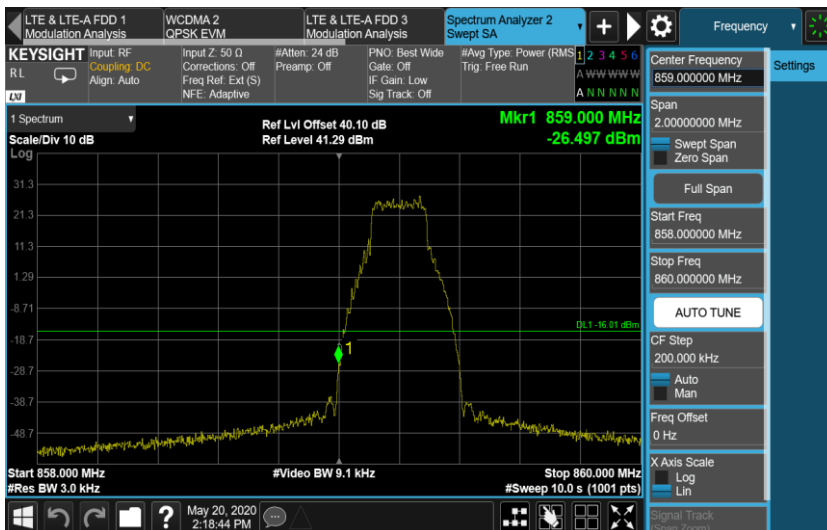 LTE & LTE-A FDD 1
Modulation Analysis
WCDMA 2
QPSK EVM
LTE & LTE-A FDD 3
Modulation Analysis
Spectrum Analyzer 2
Swept SA
+
Frequency
KEYSIGHT
RL
LXI
Input: RF
Coupling: DC
Align: Auto
Input Z: 50 Ω
Corrections: Off
Freq Ref: Ext (S)
NFE: Adaptive
#Atten: 24 dB
Preamp: Off
PNO: Best Wide
Gate: Off
IF Gain: Low
Sig Track: Off
#Avg Type: Power (RMS
Trig: Free Run
1 2 3 4 5 6
A W W W W W
A N N N N N
1 Spectrum
Scale/Div 10 dB
Log
Ref Lvl Offset 40.10 dB
Ref Level 41.29 dBm
Mkr1 859.000 MHz
-26.497 dBm
31.3
21.3
11.3
1.29
-8.71
-18.7
-28.7
-38.7
-48.7
DL1 -16.01 dBm
1
Start 858.000 MHz
#Res BW 3.0 kHz
#Video BW 9.1 kHz
Stop 860.000 MHz
#Sweep 10.0 s (1001 pts)
Center Frequency
859.000000 MHz
Span
2.00000000 MHz
Swept Span
Zero Span
Full Span
Start Freq
858.000000 MHz
Stop Freq
860.000000 MHz
AUTO TUNE
CF Step
200.000 kHz
Auto
Man
Freq Offset
0 Hz
X Axis Scale
Log
Lin
Signal Track
(Span Zoom)
Settings
?
May 20, 2020
2:18:44 PM